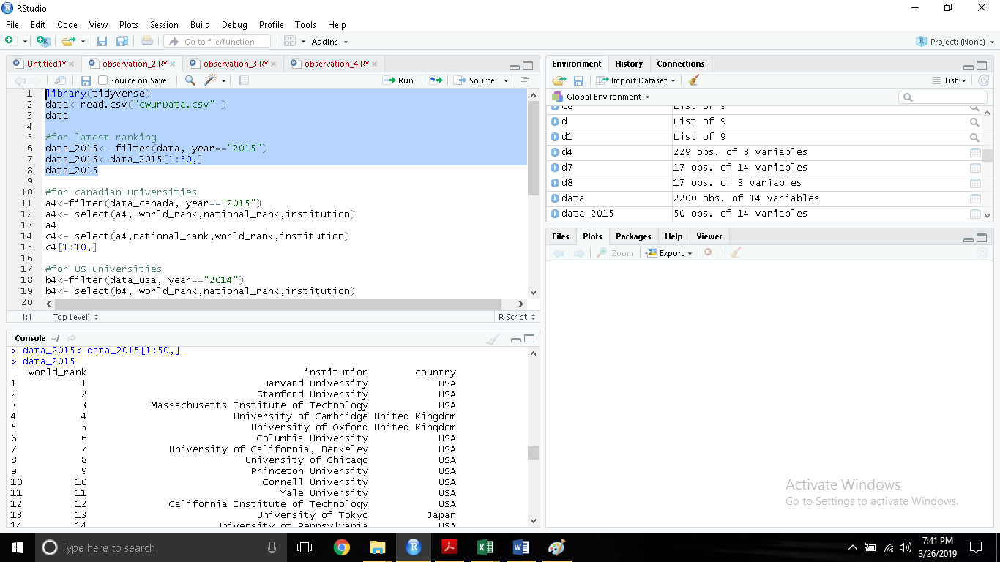 RStudio
File Edit Code View Plots Session Build Debug Profile Tools Help
Go to file/function Addins Project: (None)
Untitled1* observation_2.R* observation_3.R* observation_4.R*
Source on Save Run Source
1 library(tidyverse)
2 data<-read.csv("cwurData.csv" )
3 data
4
5 #for latest ranking
6 data_2015<- filter(data, year=="2015")
7 data_2015<-data_2015[1:50,]
8 data_2015
9
10 #for canadian Universities
11 a4<-filter(data_canada, year=="2015")
12 a4<- select(a4, world_rank,national_rank,institution)
13 a4
14 c4<- select(a4,national_rank,world_rank,institution)
15 c4[1:10,]
16
17 #for US universities
18 b4<-filter(data_usa, year=="2014")
19 b4<- select(b4, world_rank,national_rank,institution)
20
1:1 (Top Level) R Script
Console ~/
> data_2015<-data_2015[1:50,]
> data_2015
world_rank institution country
1 1 Harvard University USA
2 2 Stanford University USA
3 3 Massachusetts Institute of Technology USA
4 4 University of Cambridge United Kingdom
5 5 University of Oxford United Kingdom
6 6 Columbia University USA
7 7 University of California, Berkeley USA
8 8 University of Chicago USA
9 9 Princeton University USA
10 10 Cornell University USA
11 11 Yale University USA
12 12 California Institute of Technology USA
13 13 University of Tokyo Japan
14 14 University of Pennsylvania USA
Environment History Connections
Import Dataset List
Global Environment
List of 9
d List of 9
d1 List of 9
d4 229 obs. of 3 variables
d7 17 obs. of 14 variables
d8 17 obs. of 3 variables
data 2200 obs. of 14 variables
data_2015 50 obs. of 14 variables
Files Plots Packages Help Viewer
Zoom Export
Activate Windows
Go to Settings to activate Windows.
Type here to search
7:41 PM
3/26/2019